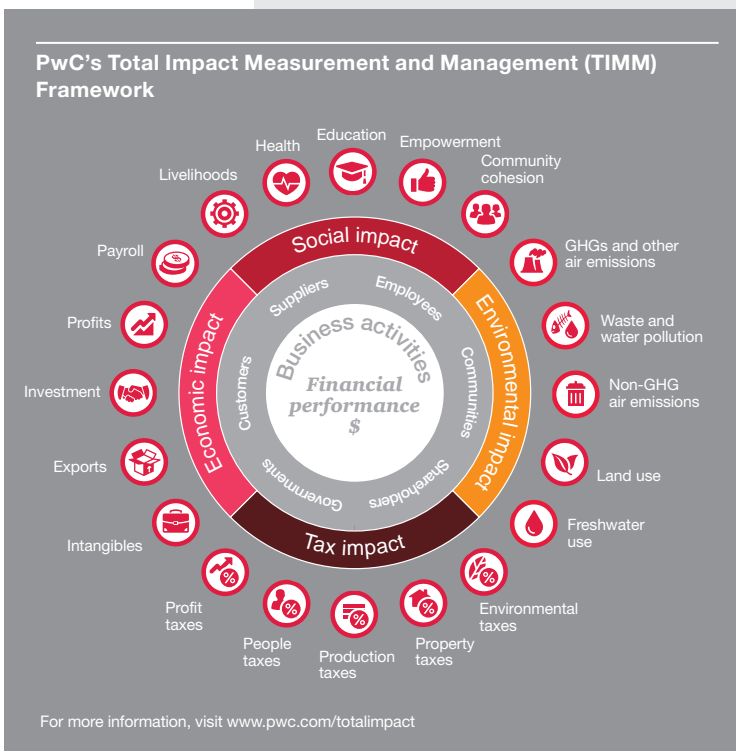 PwC's Total Impact Measurement and Management (TIMM)
Framework
Education
Health
Empowerment
Community
cohesion
Livelihoods
GHGs and other
air emissions
Payroll
Waste and
water pollution
Profits
Non-GHG
air emissions
Investment
Land use
Exports
Freshwater
use
Intangibles
Environmental
taxes
Profit
taxes
Property
taxes
People
taxes
Production
taxes
Social impact
Environmental impact
Tax impact
Economic impact
Suppliers
Employees
Communities
Shareholders
Governments
Customers
Business activities
Financial
performance
$
For more information, visit www.pwc.com/totalimpact